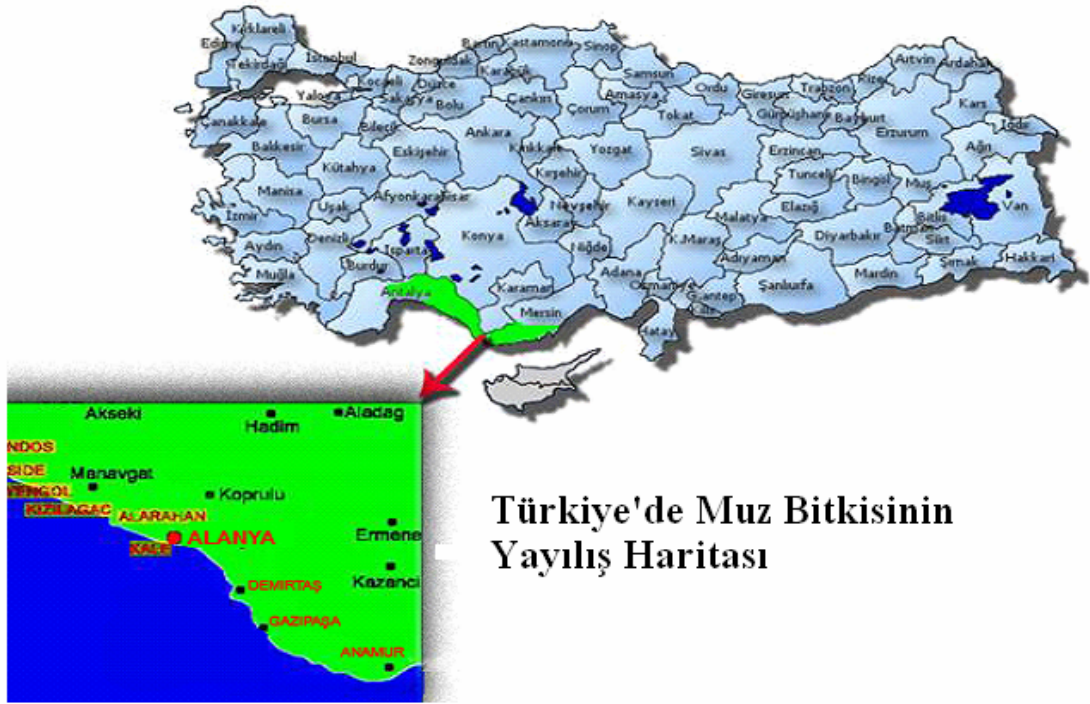 Kırklareli
Edirne
Tekirdağ
İstanbul
Kocaeli
Yalova
Sakarya
Düzce
Zonguldak
Bartın
Karabük
Kastamonu
Sinop
Samsun
Ordu
Giresun
Trabzon
Rize
Artvin
Ardahan
Kars
Iğdır
Ağrı
Çanakkale
Bursa
Bilecik
Bolu
Çankırı
Çorum
Amasya
Tokat
Gümüşhane
Bayburt
Erzurum
Balıkesir
Kütahya
Eskişehir
Ankara
Kırıkkale
Yozgat
Sivas
Erzincan
Tunceli
Bingöl
Muş
Van
Manisa
Uşak
Afyonkarahisar
Kırşehir
Nevşehir
Kayseri
Malatya
Elazığ
Bitlis
İzmir
Denizli
Isparta
Konya
Aksaray
Niğde
K.Maraş
Adıyaman
Diyarbakır
Batman
Siirt
Aydın
Muğla
Burdur
Antalya
Karaman
Mersin
Adana
Osmaniye
G.antep
Kilis
Hatay
Şanlıurfa
Mardin
Şırnak
Hakkari
Akseki
Hadim
Aladag
NDOS
SIDE
Manavgat
TENGOL
KIZILAGAC
ALARAHAN
Koprulu
KALE
ALANYA
Ermene
Kazanci
DEMIRTAŞ
GAZIPAŞA
ANAMUR
Türkiye'de Muz Bitkisinin
Yayılış Haritası